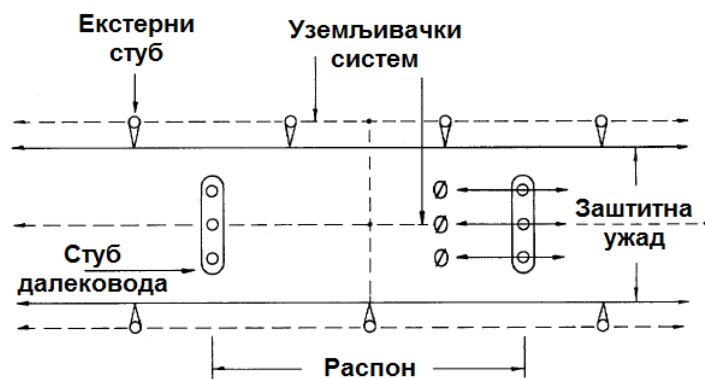 Екстерни
стуб
Уземљивачки
систем
Заштитна
ужад
Стуб
далековода
Распон